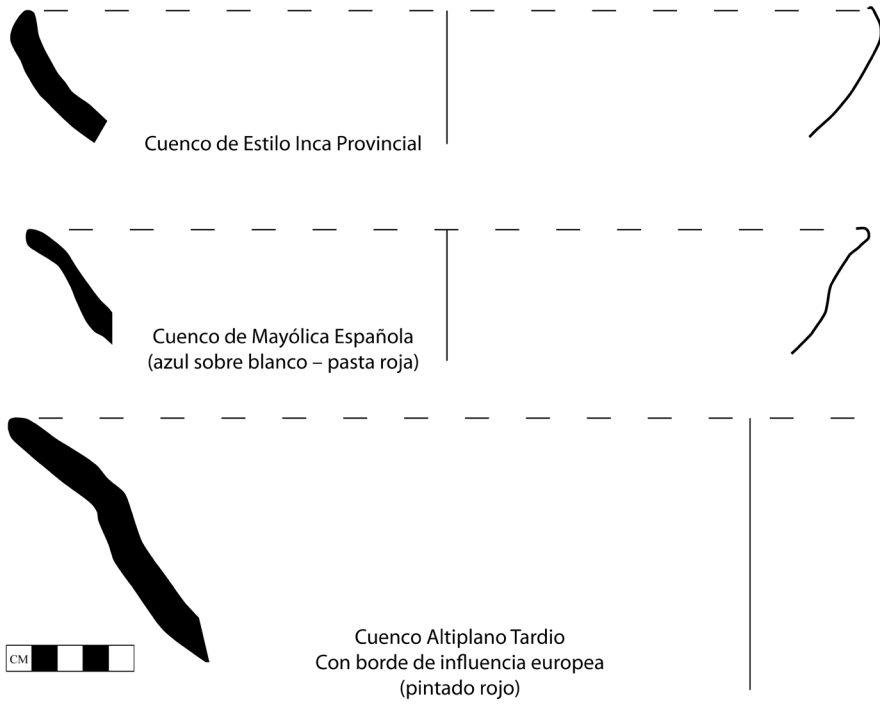 Cuenco de Estilo Inca Provincial
Cuenco de Mayólica Española
(azul sobre blanco – pasta roja)
Cuenco Altiplano Tardio
Con borde de influencia europea
(pintado rojo)
CM